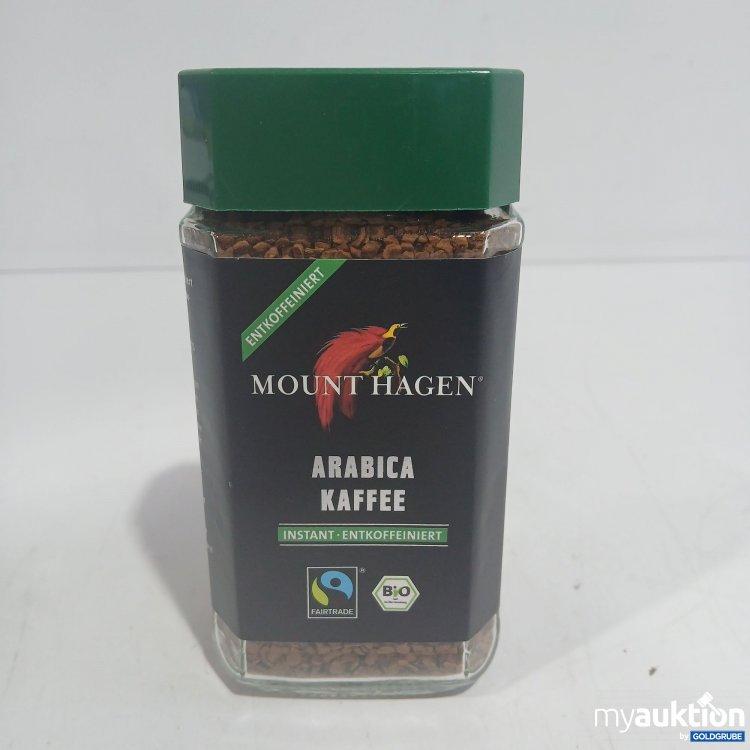 ENTKOFFEINIERT
MOUNT HAGEN®
ARABICA
KAFFEE
INSTANT · ENTKOFFEINIERT
®
FAIRTRADE
BiO
myauktion
by GOLDGRUBE